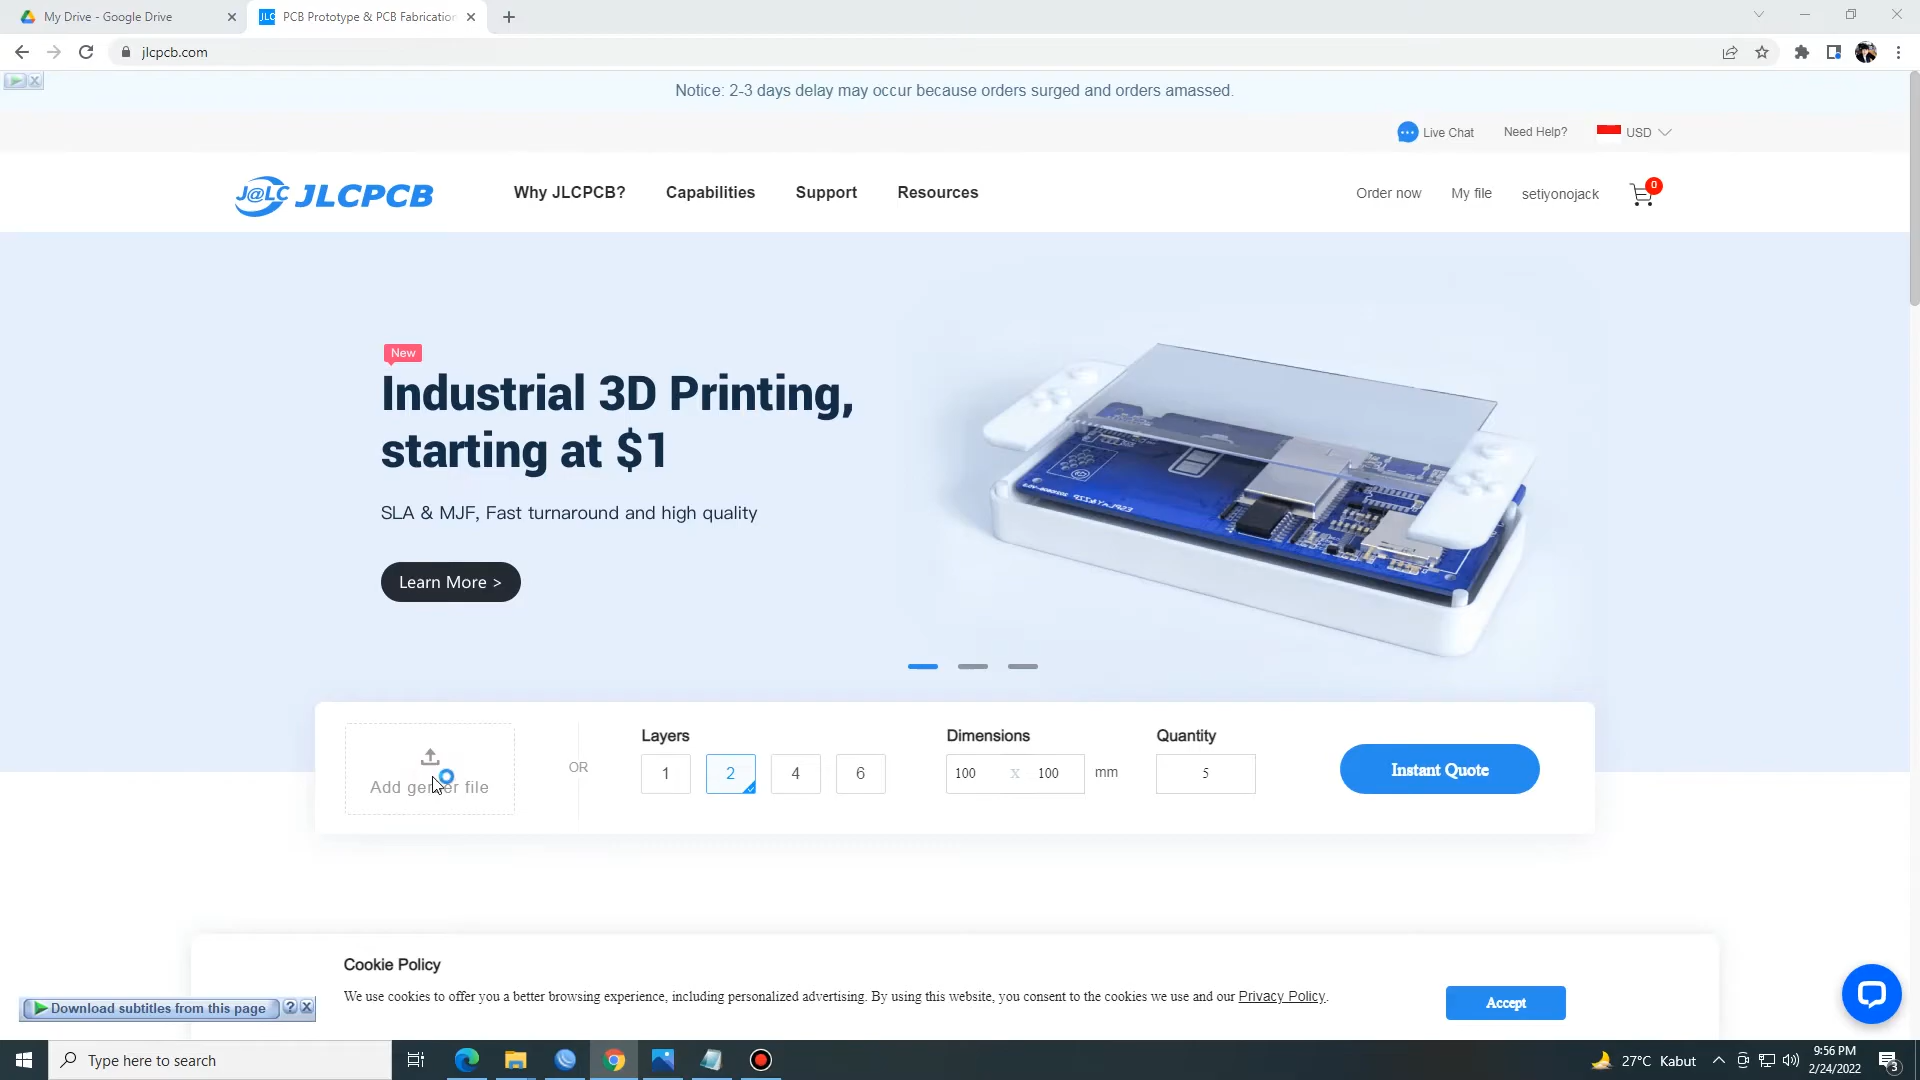 My Drive - Google Drive
PCB Prototype & PCB Fabrication
jlcpcb.com
Notice: 2-3 days delay may occur because orders surged and orders amassed.
Live Chat
Need Help?
USD
J@LC JLCPCB
Why JLCPCB?
Capabilities
Support
Resources
Order now
My file
setiyonojack
0
New
Industrial 3D Printing,
starting at $1
SLA & MJF, Fast turnaround and high quality
Learn More >
Add gerber file
OR
Layers
1
2
4
6
Dimensions
100 x 100 mm
Quantity
5
Instant Quote
Cookie Policy
We use cookies to offer you a better browsing experience, including personalized advertising. By using this website, you consent to the cookies we use and our Privacy Policy.
Accept
Download subtitles from this page
?
Type here to search
27°C Kabut
9:56 PM
2/24/2022
3